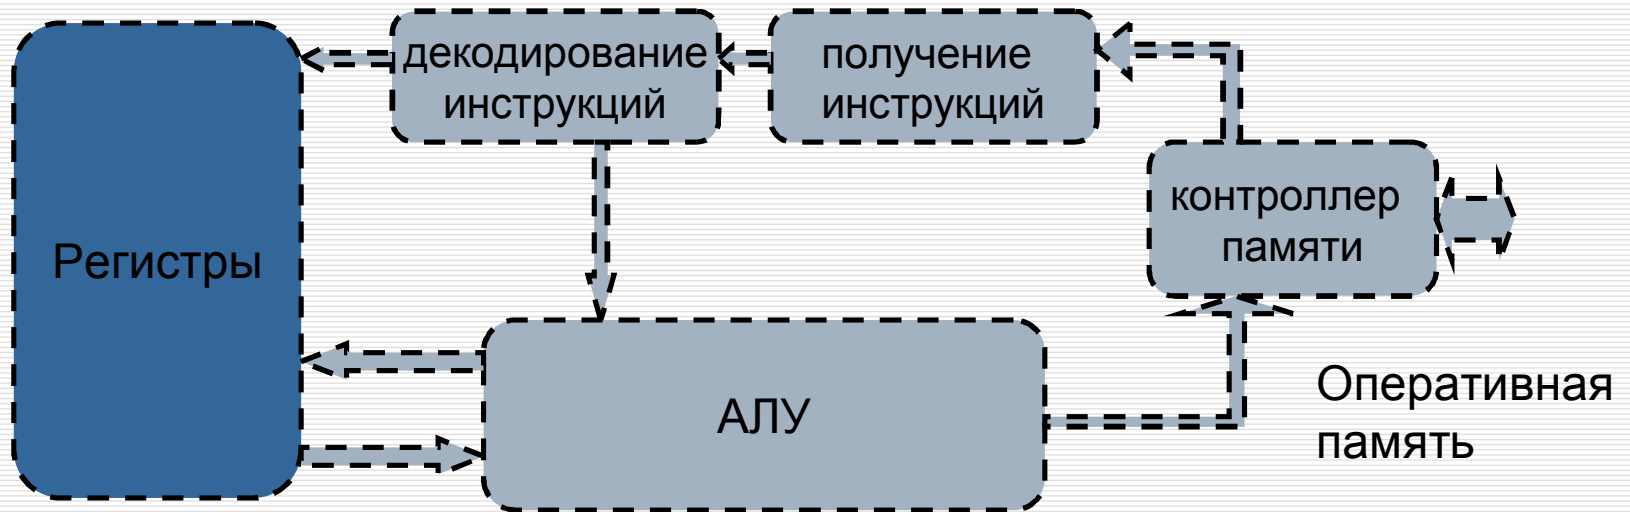 декодирование
инструкций
получение
инструкций
контроллер
памяти
Регистры
АЛУ
Оперативная
память